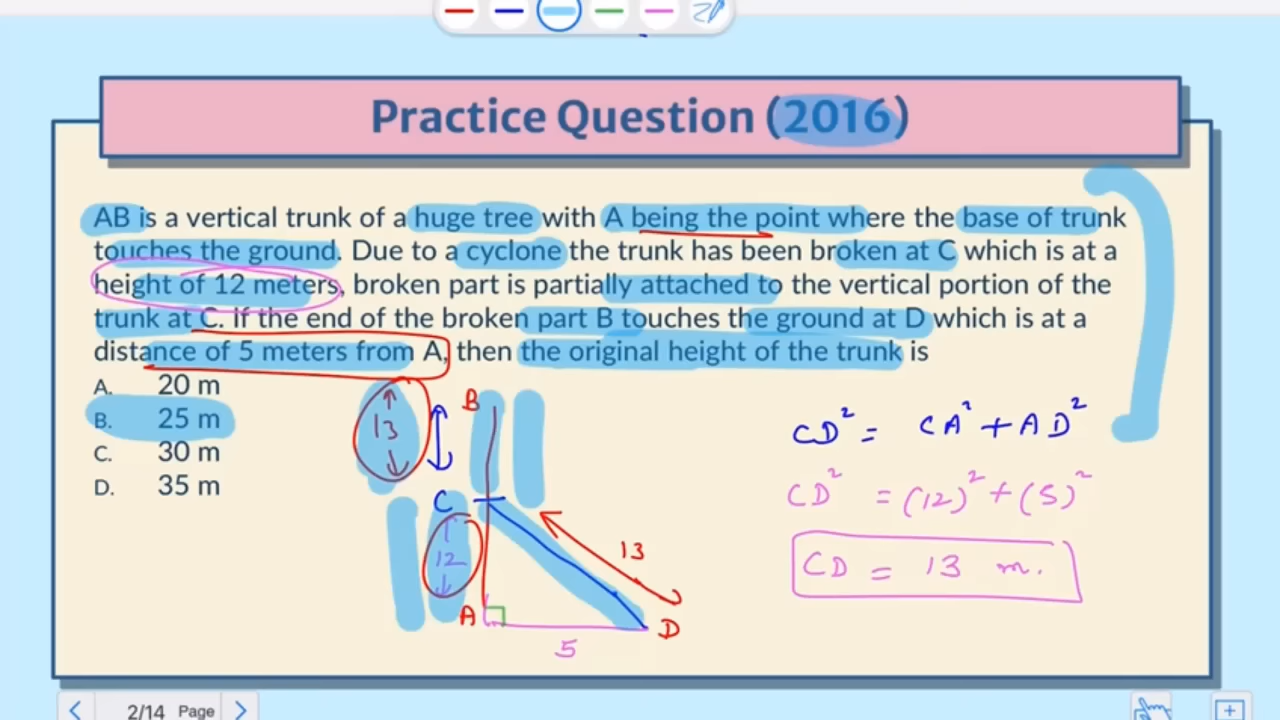 Practice Question (2016)
AB is a vertical trunk of a huge tree with A being the point where the base of trunk
touches the ground. Due to a cyclone the trunk has been broken at C which is at a
height of 12 meters, broken part is partially attached to the vertical portion of the
trunk at C. If the end of the broken part B touches the ground at D which is at a
distance of 5 meters from A, then the original height of the trunk is
A. 20 m
B. 25 m
C. 30 m
D. 35 m
B
13
C
12
A
13
D
5
CD² = CA² + AD²
CD² = (12)² + (5)²
CD = 13 m.
2/14 Page